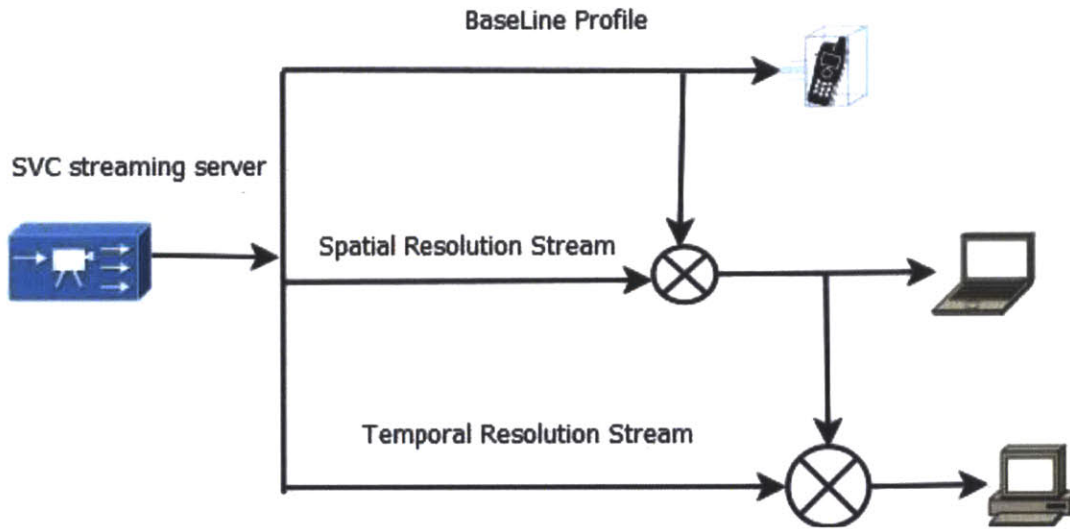 BaseLine Profile
SVC streaming server
Spatial Resolution Stream
Temporal Resolution Stream